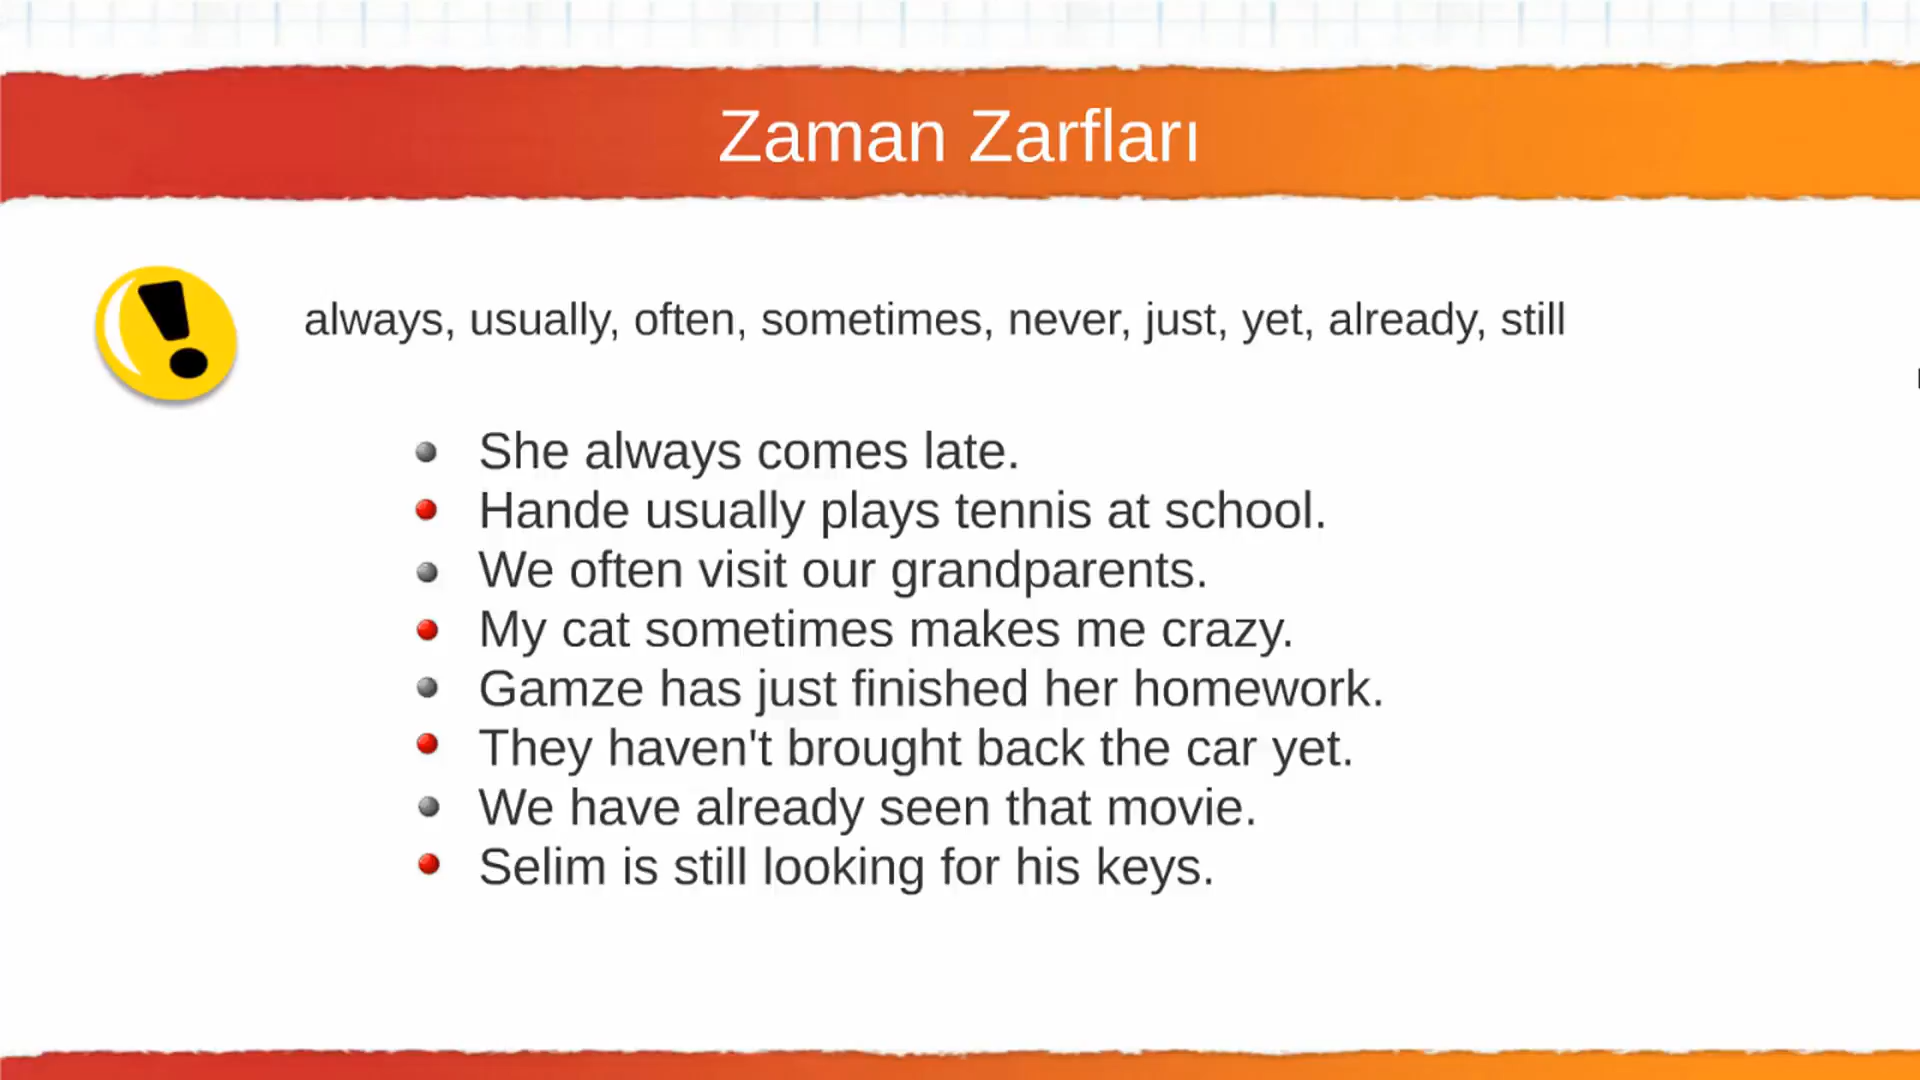 Zaman Zarfları
always, usually, often, sometimes, never, just, yet, already, still
She always comes late.
Hande usually plays tennis at school.
We often visit our grandparents.
My cat sometimes makes me crazy.
Gamze has just finished her homework.
They haven't brought back the car yet.
We have already seen that movie.
Selim is still looking for his keys.